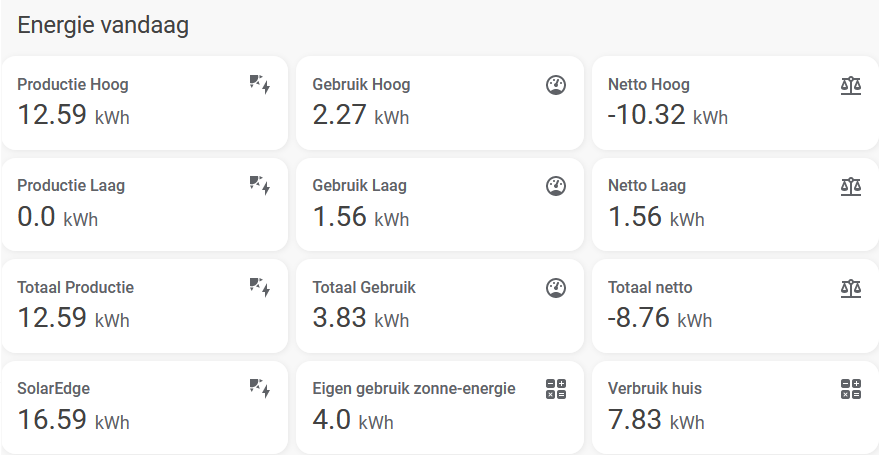 Energie vandaag
Productie Hoog
12.59 kWh
Gebruik Hoog
2.27 kWh
Netto Hoog
-10.32 kWh
Productie Laag
0.0 kWh
Gebruik Laag
1.56 kWh
Netto Laag
1.56 kWh
Totaal Productie
12.59 kWh
Totaal Gebruik
3.83 kWh
Totaal netto
-8.76 kWh
SolarEdge
16.59 kWh
Eigen gebruik zonne-energie
4.0 kWh
Verbruik huis
7.83 kWh